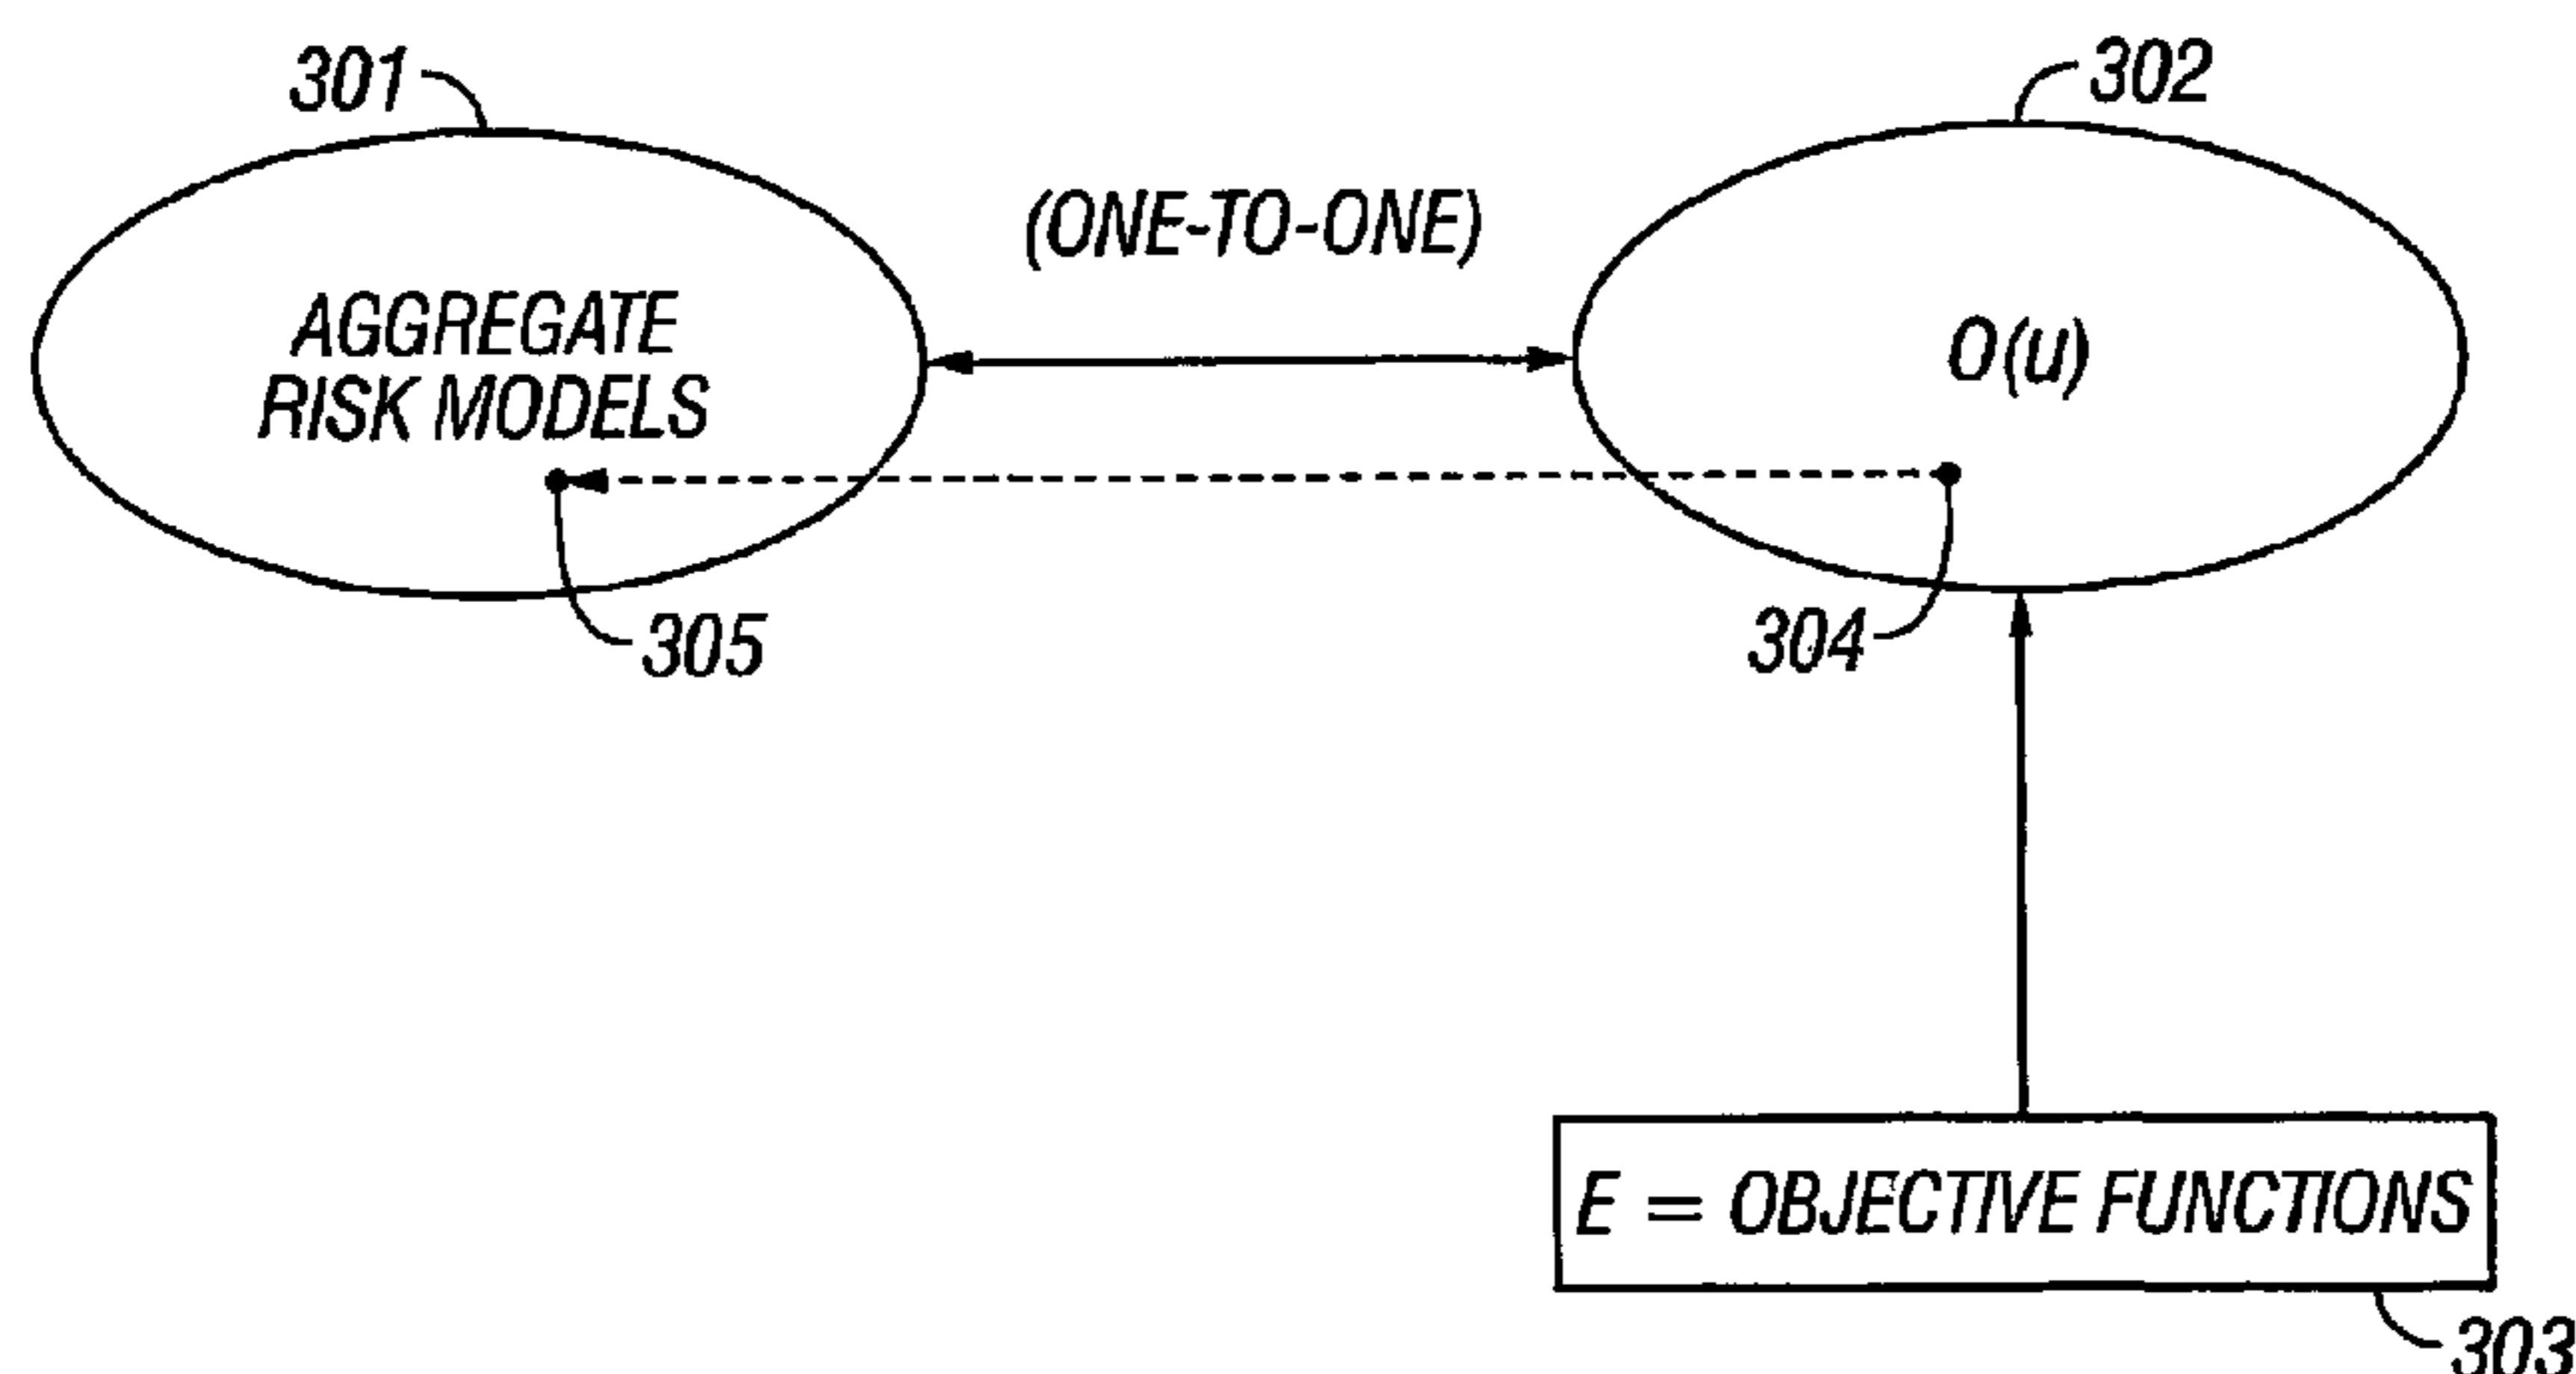 301
302
(ONE-TO-ONE)
AGGREGATE
RISK MODELS
O(u)
305
304
E = OBJECTIVE FUNCTIONS
303